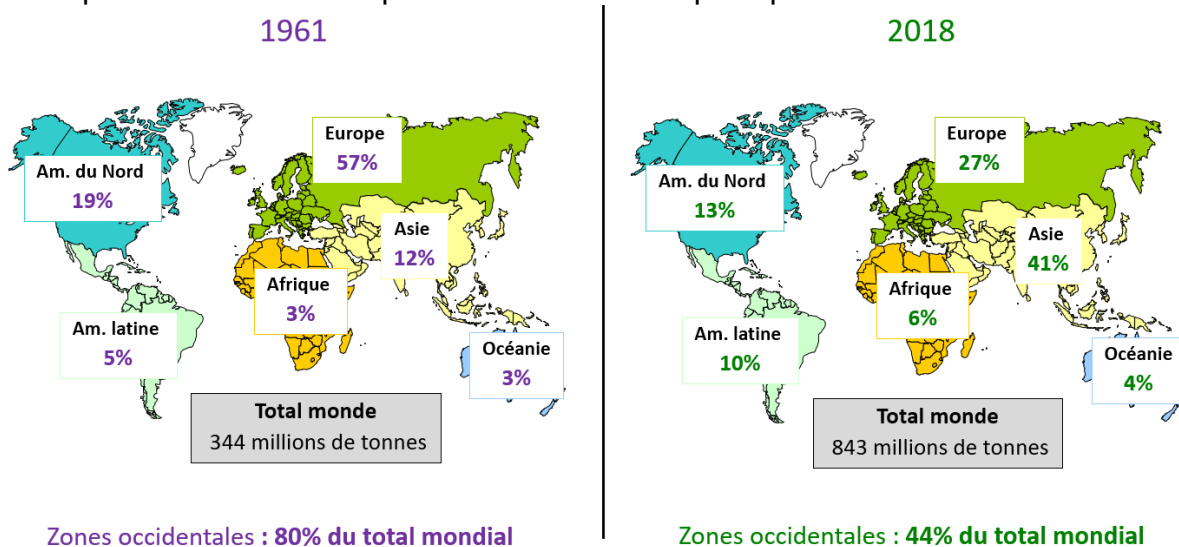 1961
Europe
57%
Am. du Nord
19%
Asie
12%
Afrique
3%
Am. latine
5%
Océanie
3%
Total monde
344 millions de tonnes
Zones occidentales : 80% du total mondial
2018
Europe
27%
Am. du Nord
13%
Asie
41%
Afrique
6%
Am. latine
10%
Océanie
4%
Total monde
843 millions de tonnes
Zones occidentales : 44% du total mondial